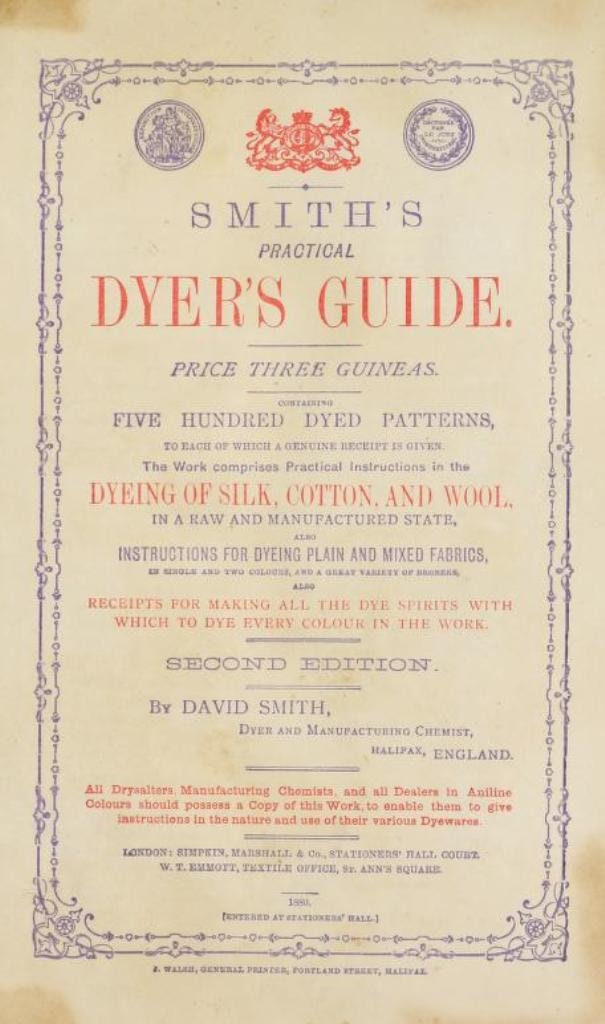 SMITH'S
PRACTICAL
DYER'S GUIDE.
PRICE THREE GUINEAS.
CONTAINING
FIVE HUNDRED DYED PATTERNS,
TO EACH OF WHICH A GENUINE RECEIPT IS GIVEN.
The Work comprises Practical Instructions in the
DYEING OF SILK, COTTON, AND WOOL,
IN A RAW AND MANUFACTURED STATE,
ALSO
INSTRUCTIONS FOR DYEING PLAIN AND MIXED FABRICS,
IN SINGLE AND TWO COLOURS, AND A GREAT VARIETY OF
ALSO
RECEIPTS FOR MAKING ALL THE DYE SPIRITS WITH
WHICH TO DYE EVERY COLOUR IN THE WORK.
SECOND EDITION.
BY DAVID SMITH,
DYER AND MANUFACTURING CHEMIST,
HALIFAX, ENGLAND.
All Drysalters, Manufacturing Chemists, and all Dealers in Aniline
Colours should possess a Copy of this Work, to enable them to give
instructions in the nature and use of their various Dyewares.
LONDON: SIMPKIN, MARSHALL & Co., STATIONERS' HALL COURT.
W. T. EMMOTT, TEXTILE OFFICE, ST. ANN'S SQUARE.
[ENTERED AT STATIONERS' HALL.]
WALSH, GENERAL PRINTER, PORTLAND STREET, HALIFAX.